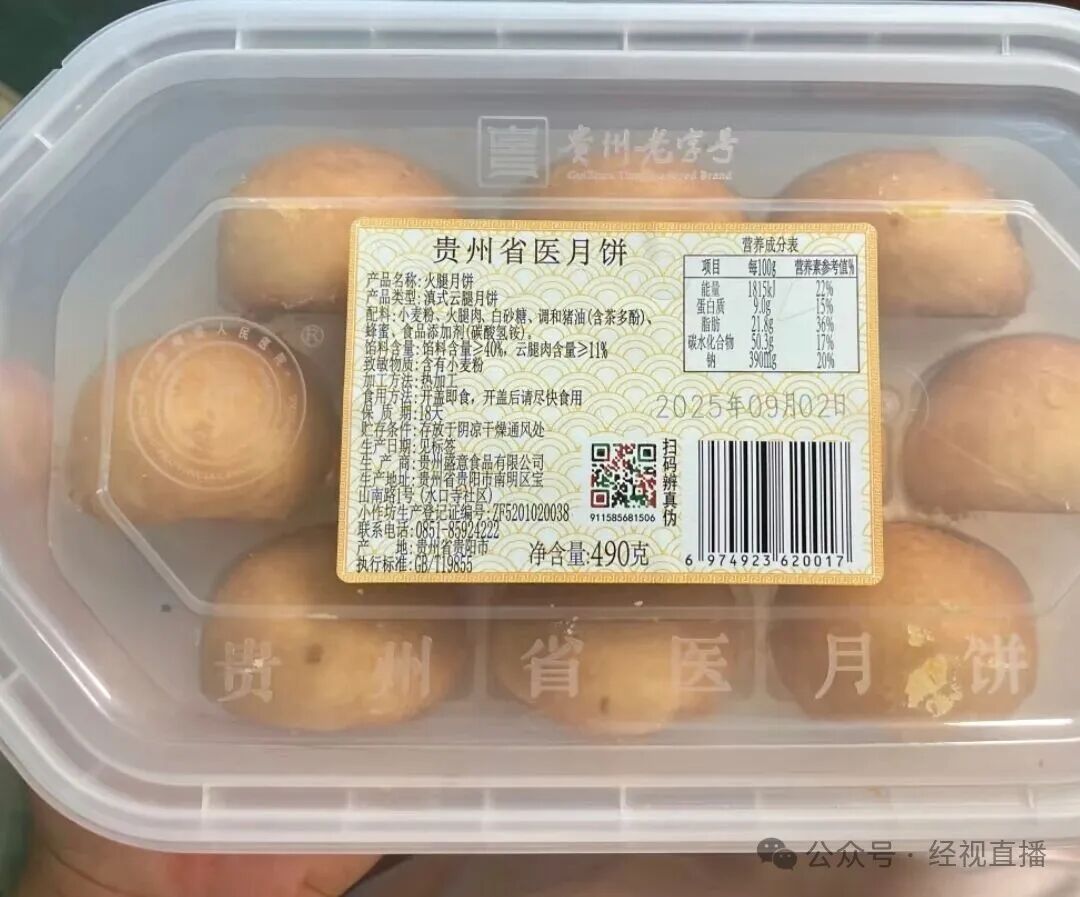 貴州老字号
GuiZhou Time-honored Brand
贵州省医月饼
产品名称:火腿月饼
产品类型:滇式云腿月饼
配料:小麦粉、火腿肉、白砂糖、调和猪油(含茶多酚)、
蜂蜜、食品添加剂(碳酸氢铵)。
馅料含量:馅料含量≥40%，云腿肉含量≥11%
致敏物质:含有小麦粉
加工方法:热加工
食用方法:开盖即食，开盖后请尽快食用
保质期:18天
贮存条件:存放于阴凉干燥通风处
生产日期:见标签
生产商:贵州盛意食品有限公司
生产地址:贵州省贵阳市南明区宝
山南路1号(水口寺社区)
小作坊生产登记证编号:ZF5201020038
联系电话:0851-85924222
产地:贵州省贵阳市
执行标准:GB/T19855
净含量:490克
营养成分表
项目 每100g 营养素参考值%
能量 1815kJ 22%
蛋白质 9.0g 15%
脂肪 21.8g 36%
碳水化合物 50.3g 17%
钠 390mg 20%
2025年09月02日
扫码辨真伪
911585681506
6 974923 620017
人民医院
®
贵州省医月饼
公众号·经视直播